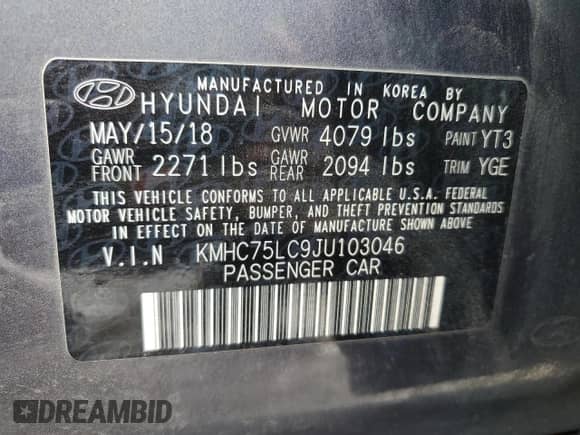 MANUFACTURED IN KOREA BY
HYUNDAI MOTOR COMPANY
MAY/15/18 GVWR 4079 lbs PAINT YT3
GAWR FRONT 2271 lbs GAWR REAR 2094 lbs TRIM YGE
THIS VEHICLE CONFORMS TO ALL APPLICABLE U.S.A. FEDERAL
MOTOR VEHICLE SAFETY, BUMPER, AND THEFT PREVENTION STANDARDS
IN EFFECT ON THE DATE OF MANUFACTURE SHOWN ABOVE
V.I.N KMHC75LC9JU103046
PASSENGER CAR
DREAMBID